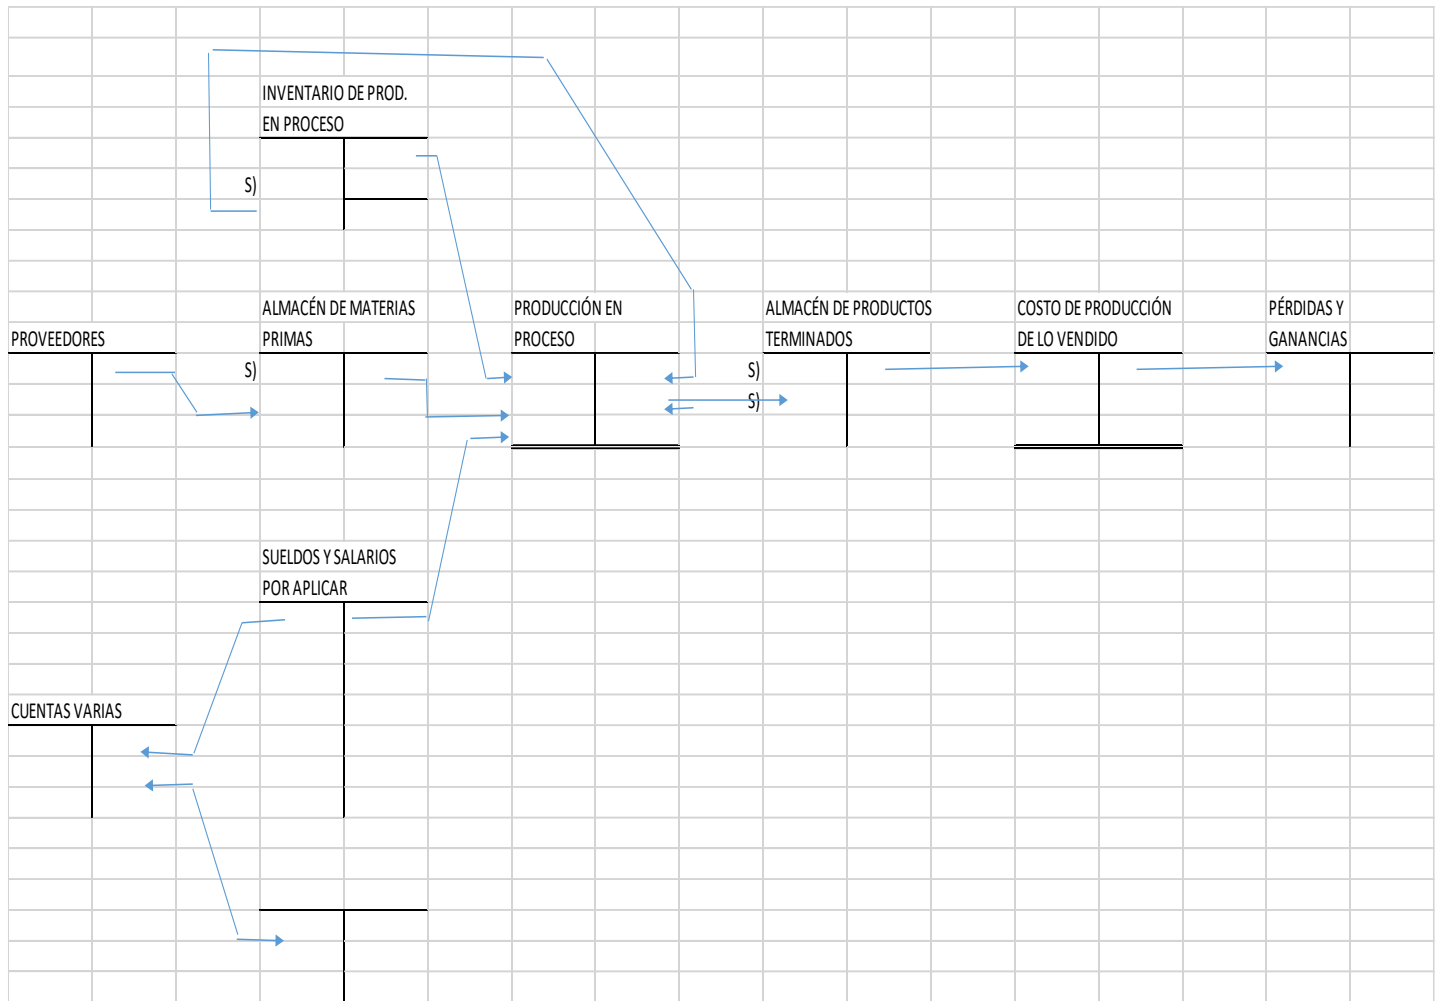 INVENTARIO DE PROD.
EN PROCESO
S)
ALMACÉN DE MATERIAS
PRODUCCIÓN EN
ALMACÉN DE PRODUCTOS
COSTO DE PRODUCCIÓN
PÉRDIDAS Y
PROVEEDORES
PRIMAS
PROCESO
TERMINADOS
DE LO VENDIDO
GANANCIAS
S)
S)
S)
SUELDOS Y SALARIOS
POR APLICAR
CUENTAS VARIAS